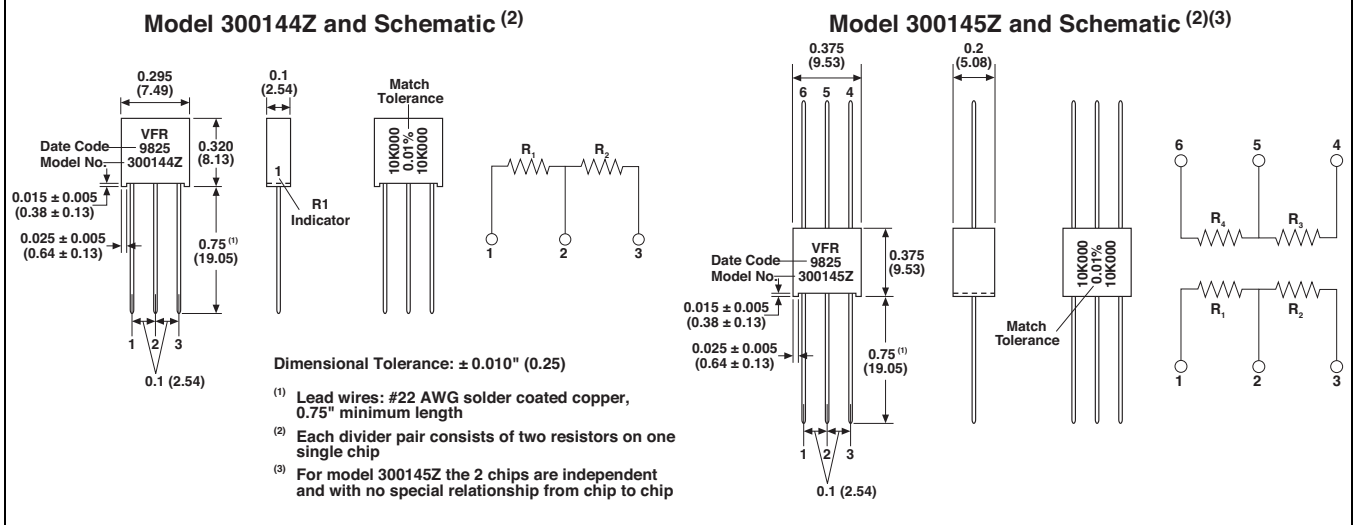 Model 300144Z and Schematic (2)
0.295
(7.49)
0.1
(2.54)
Match
Tolerance
Date Code
Model No.
VFR
9825
300144Z
0.320
(8.13)
1
10K000
0.01%
10K000
R1
Indicator
0.015 ± 0.005
(0.38 ± 0.13)
0.025 ± 0.005
(0.64 ± 0.13)
0.75 (1)
(19.05)
1 2 3
0.1 (2.54)
R1 R2
1 2 3
Dimensional Tolerance: ± 0.010" (0.25)
(1) Lead wires: #22 AWG solder coated copper,
0.75" minimum length
(2) Each divider pair consists of two resistors on one
single chip
(3) For model 300145Z the 2 chips are independent
and with no special relationship from chip to chip
Model 300145Z and Schematic (2)(3)
0.375
(9.53)
0.2
(5.08)
6 5 4
Date Code
Model No.
VFR
9825
300145Z
0.375
(9.53)
10K000
0.01%
10K000
Match
Tolerance
0.015 ± 0.005
(0.38 ± 0.13)
0.025 ± 0.005
(0.64 ± 0.13)
0.75 (1)
(19.05)
1 2 3
0.1 (2.54)
6 5 4
R4 R3
R1 R2
1 2 3